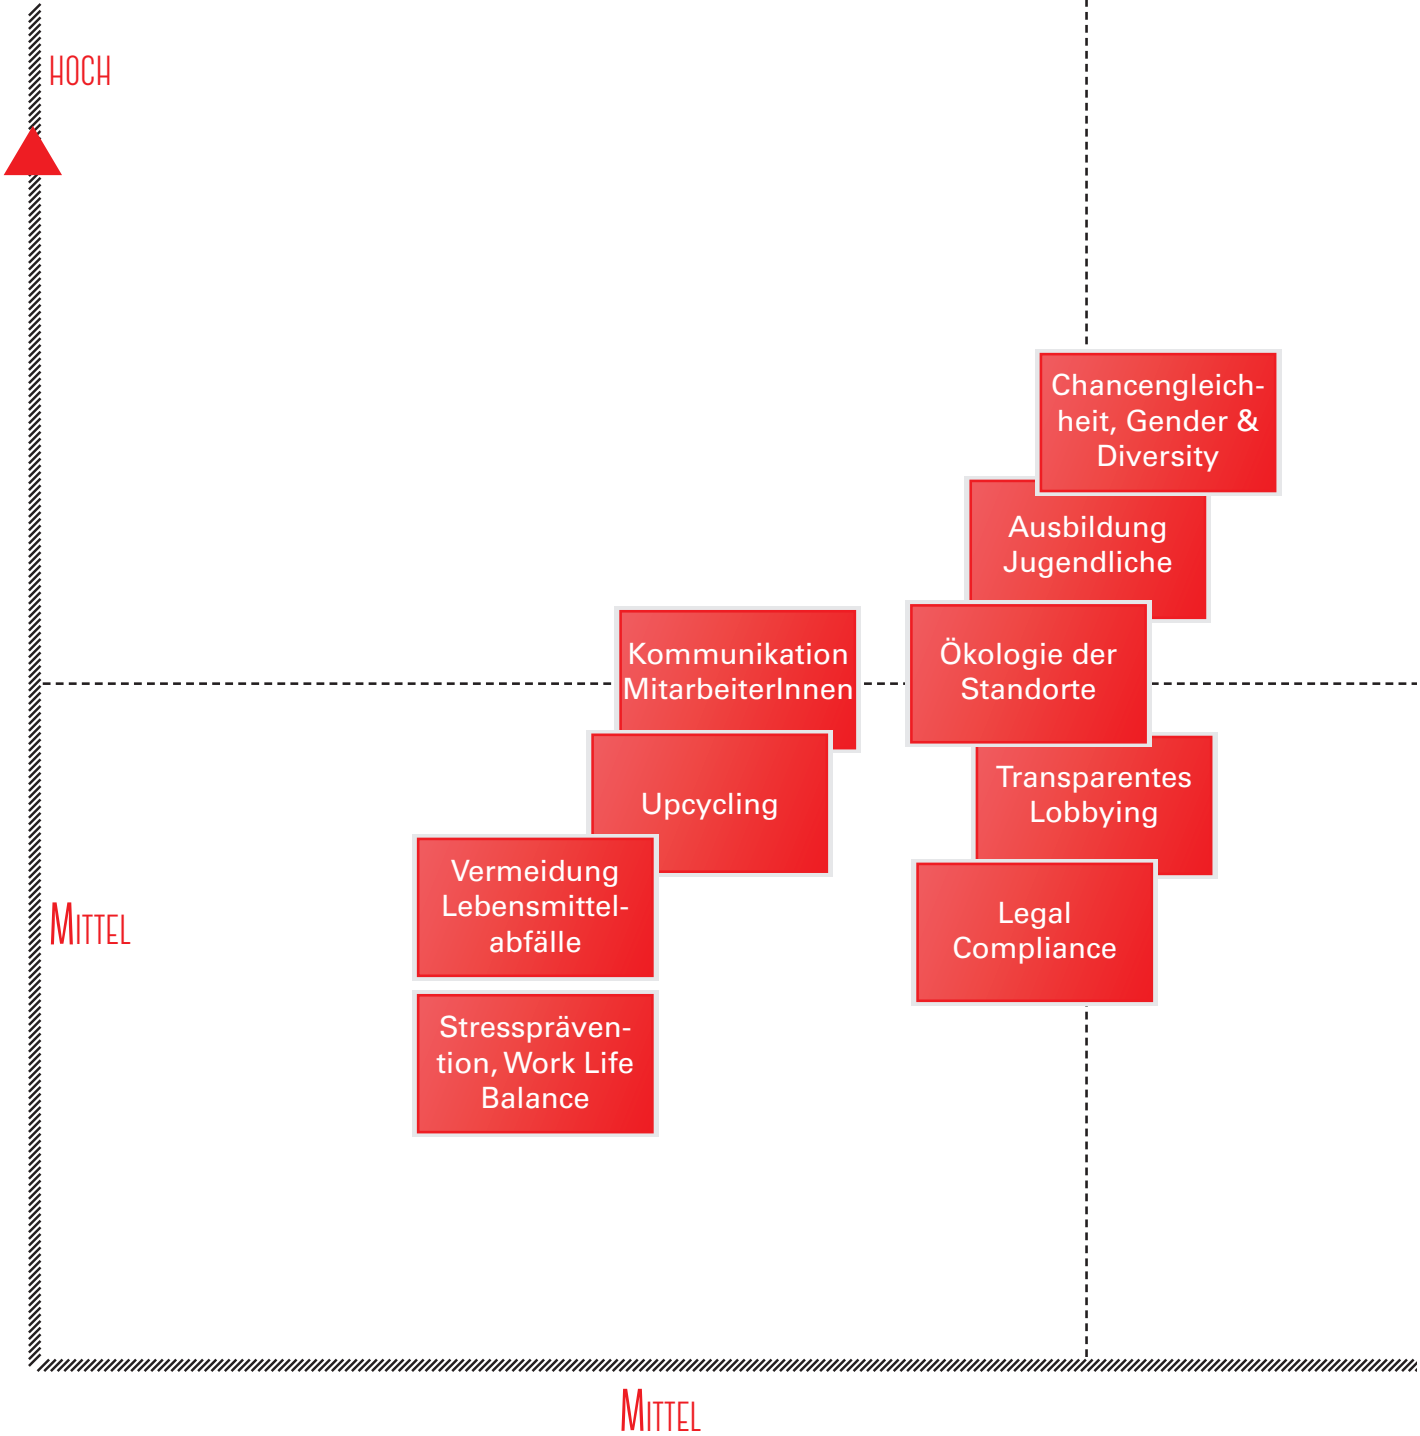 HOCH
Chancengleich-
heit, Gender &
Diversity
Ausbildung
Jugendliche
Kommunikation
MitarbeiterInnen
Ökologie der
Standorte
Upcycling
Transparentes
Lobbying
Vermeidung
Lebensmittel-
abfälle
Legal
Compliance
MITTEL
Stresspräven-
tion, Work Life
Balance
MITTEL